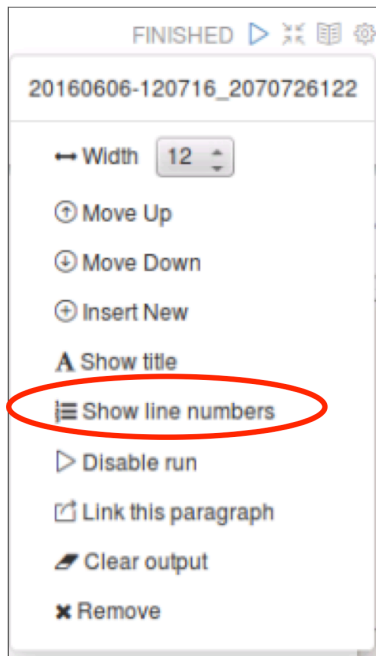 FINISHED
20160606-120716_2070726122
Width 12
Move Up
Move Down
Insert New
A Show title
Show line numbers
Disable run
Link this paragraph
Clear output
Remove